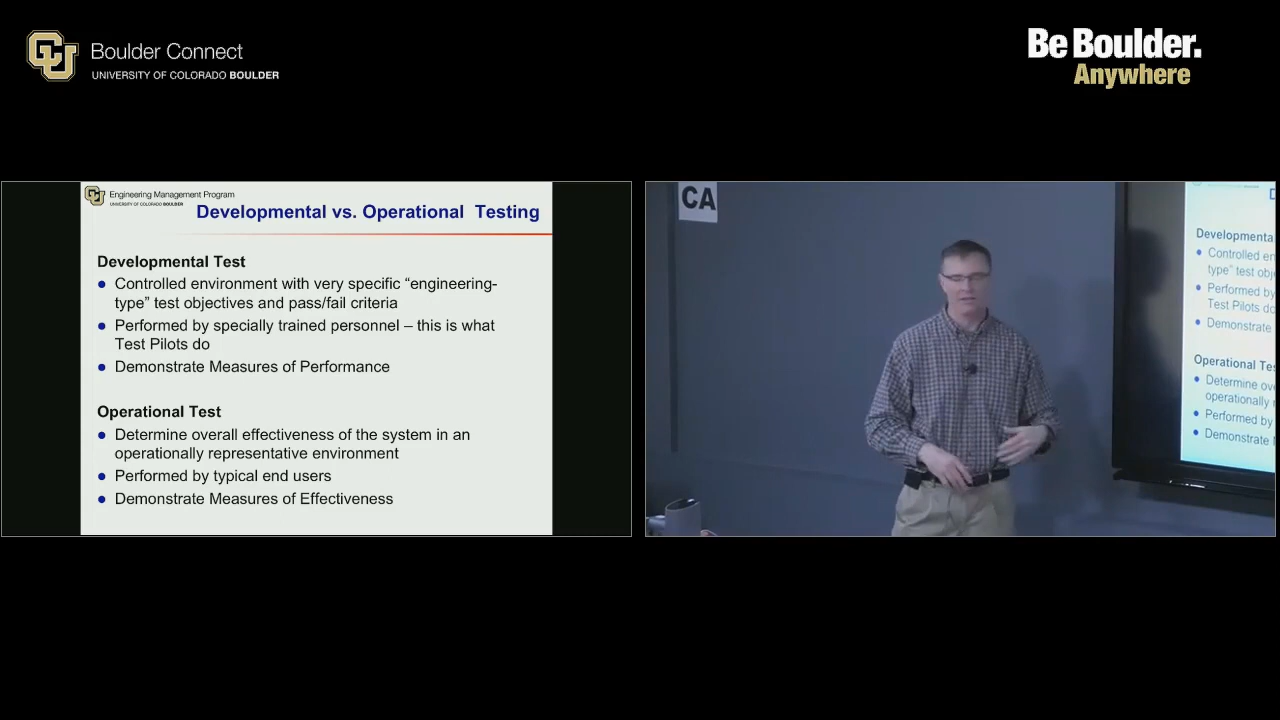 CU Boulder Connect
UNIVERSITY OF COLORADO BOULDER
Be Boulder.
Anywhere
CU Engineering Management Program
UNIVERSITY OF COLORADO BOULDER
Developmental vs. Operational Testing
Developmental Test
● Controlled environment with very specific “engineering-
type” test objectives and pass/fail criteria
● Performed by specially trained personnel – this is what
Test Pilots do
● Demonstrate Measures of Performance
Operational Test
● Determine overall effectiveness of the system in an
operationally representative environment
● Performed by typical end users
● Demonstrate Measures of Effectiveness
CA
Developmenta
● Controlled en
type” test obje
● Performed by
Test Pilots do
● Demonstrate
Operational Tes
● Determine over
operationally r
● Performed by
● Demonstrate